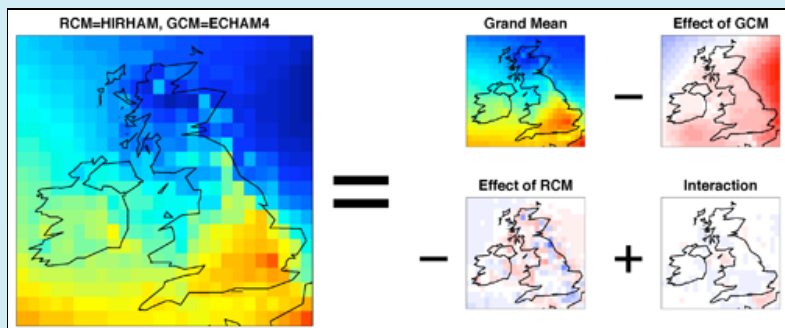 RCM=HIRHAM, GCM=ECHAM4
Grand Mean
Effect of GCM
=
−
Effect of RCM
Interaction
−
+